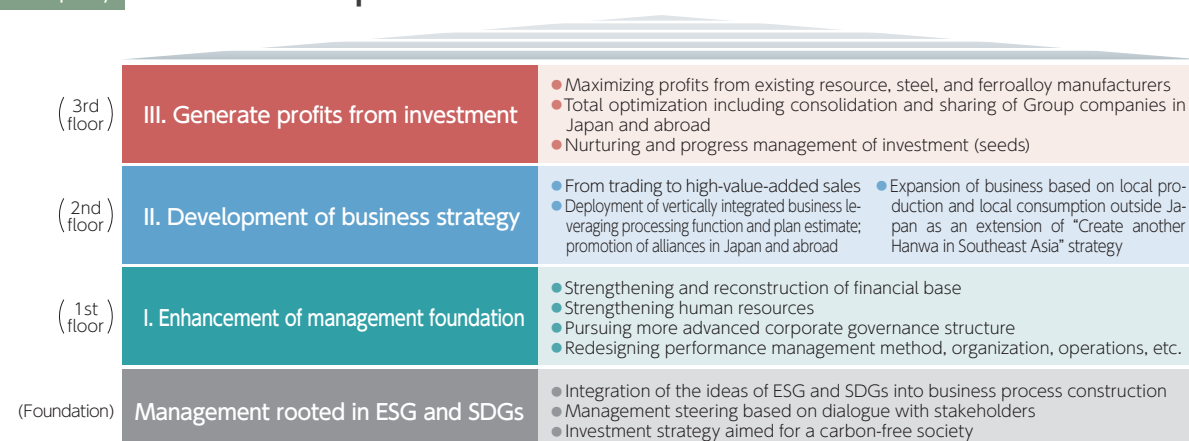 (3rd floor)
III. Generate profits from investment
●Maximizing profits from existing resource, steel, and ferroalloy manufacturers
●Total optimization including consolidation and sharing of Group companies in
Japan and abroad
●Nurturing and progress management of investment (seeds)
(2nd floor)
II. Development of business strategy
●From trading to high-value-added sales
●Deployment of vertically integrated business le-
veraging processing function and plan estimate;
promotion of alliances in Japan and abroad
●Expansion of business based on local pro-
duction and local consumption outside Ja-
pan as an extension of “Create another
Hanwa in Southeast Asia” strategy
(1st floor)
I. Enhancement of management foundation
●Strengthening and reconstruction of financial base
●Strengthening human resources
●Pursuing more advanced corporate governance structure
●Redesigning performance management method, organization, operations, etc.
(Foundation)
Management rooted in ESG and SDGs
●Integration of the ideas of ESG and SDGs into business process construction
●Management steering based on dialogue with stakeholders
●Investment strategy aimed for a carbon-free society